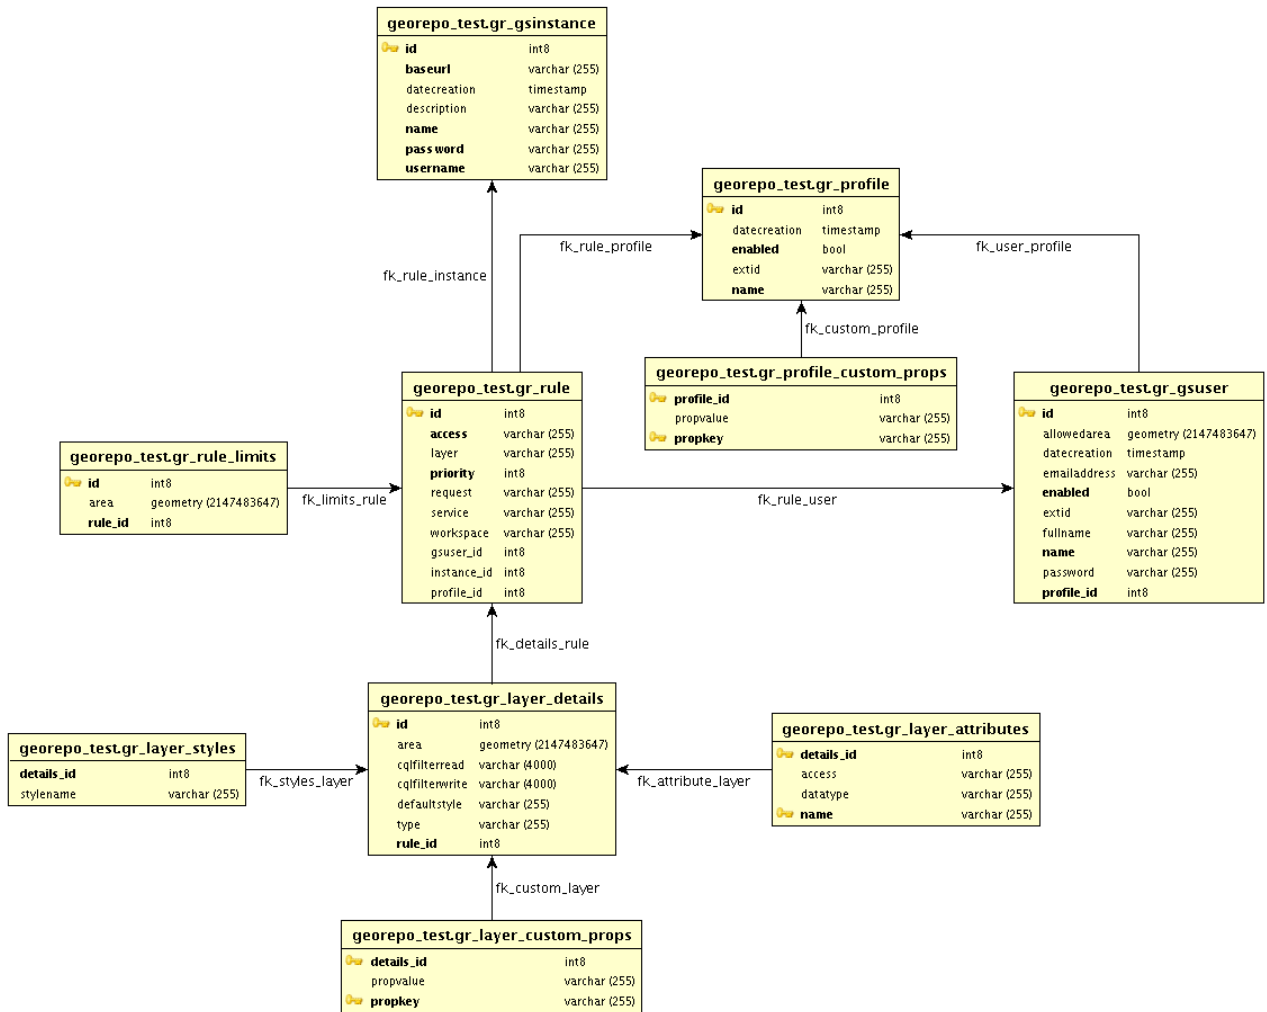 georepo_test.gr_gsinstance
id int8
baseurl varchar (255)
datecreation timestamp
description varchar (255)
name varchar (255)
password varchar (255)
username varchar (255)
georepo_test.gr_profile
id int8
datecreation timestamp
enabled bool
extid varchar (255)
name varchar (255)
fk_rule_profile
fk_user_profile
fk_rule_instance
fk_custom_profile
georepo_test.gr_profile_custom_props
profile_id int8
propvalue varchar (255)
propkey varchar (255)
georepo_test.gr_rule
id int8
access varchar (255)
layer varchar (255)
priority int8
request varchar (255)
service varchar (255)
workspace varchar (255)
gsuser_id int8
instance_id int8
profile_id int8
georepo_test.gr_gsuser
id int8
allowedarea geometry (2147483647)
datecreation timestamp
emailaddress varchar (255)
enabled bool
extid varchar (255)
fullname varchar (255)
name varchar (255)
password varchar (255)
profile_id int8
georepo_test.gr_rule_limits
id int8
area geometry (2147483647)
rule_id int8
fk_limits_rule
fk_rule_user
fk_details_rule
georepo_test.gr_layer_details
id int8
area geometry (2147483647)
cqlfilterread varchar (4000)
cqlfilterwrite varchar (4000)
defaultstyle varchar (255)
type varchar (255)
rule_id int8
georepo_test.gr_layer_styles
details_id int8
stylename varchar (255)
fk_styles_layer
fk_attribute_layer
georepo_test.gr_layer_attributes
details_id int8
access varchar (255)
datatype varchar (255)
name varchar (255)
fk_custom_layer
georepo_test.gr_layer_custom_props
details_id int8
propvalue varchar (255)
propkey varchar (255)